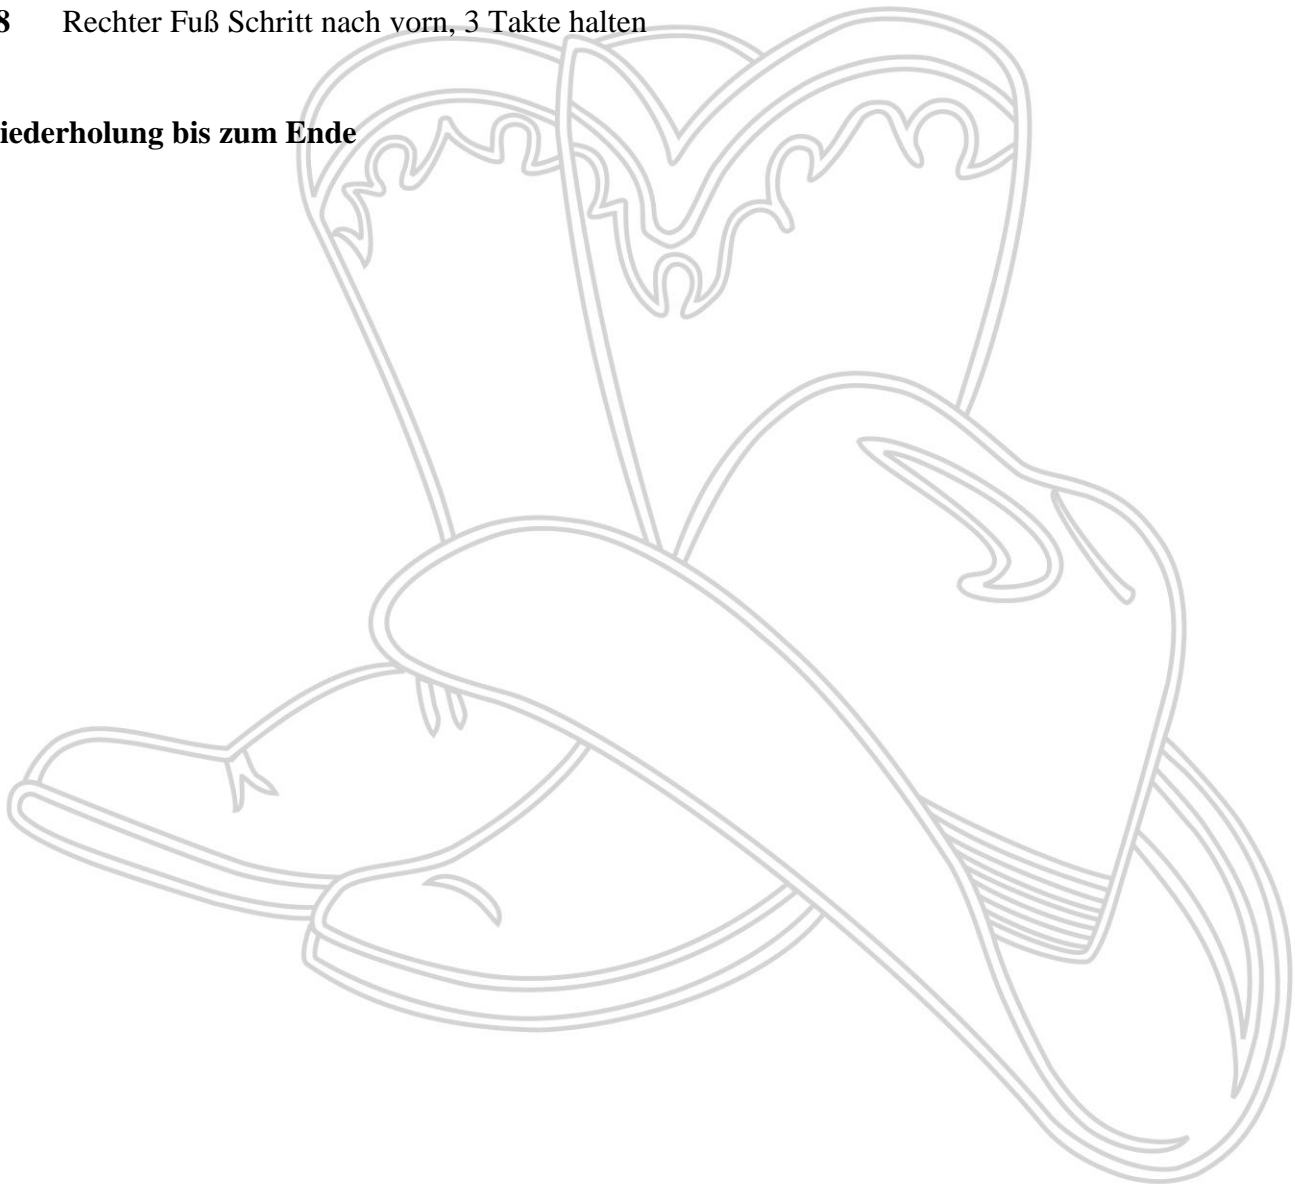 8 Rechter Fuß Schritt nach vorn, 3 Takte halten
iederholung bis zum Ende